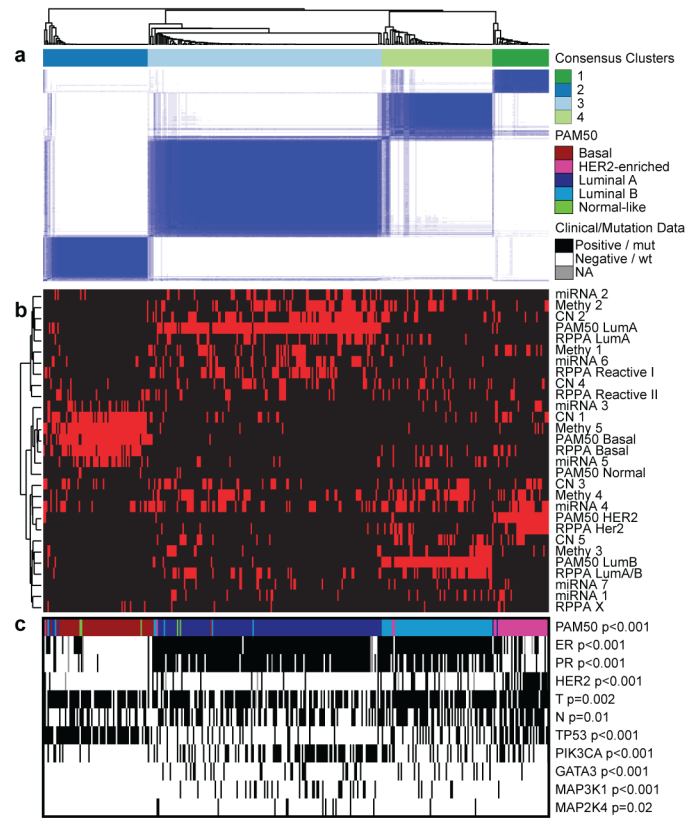 a
Consensus Clusters
1
2
3
4
PAM50
Basal
HER2-enriched
Luminal A
Luminal B
Normal-like
Clinical/Mutation Data
Positive / mut
Negative / wt
NA
b
miRNA 2
Methy 2
CN 2
PAM50 LumA
RPPA LumA
Methy 1
miRNA 6
RPPA Reactive I
CN 4
RPPA Reactive II
miRNA 3
CN 1
Methy 5
PAM50 Basal
RPPA Basal
miRNA 5
PAM50 Normal
CN 3
Methy 4
miRNA 4
PAM50 HER2
RPPA Her2
CN 5
Methy 3
PAM50 LumB
RPPA LumA/B
miRNA 7
miRNA 1
RPPA X
c
PAM50 p<0.001
ER p<0.001
PR p<0.001
HER2 p<0.001
T p=0.002
N p=0.01
TP53 p<0.001
PIK3CA p<0.001
GATA3 p<0.001
MAP3K1 p<0.001
MAP2K4 p=0.02